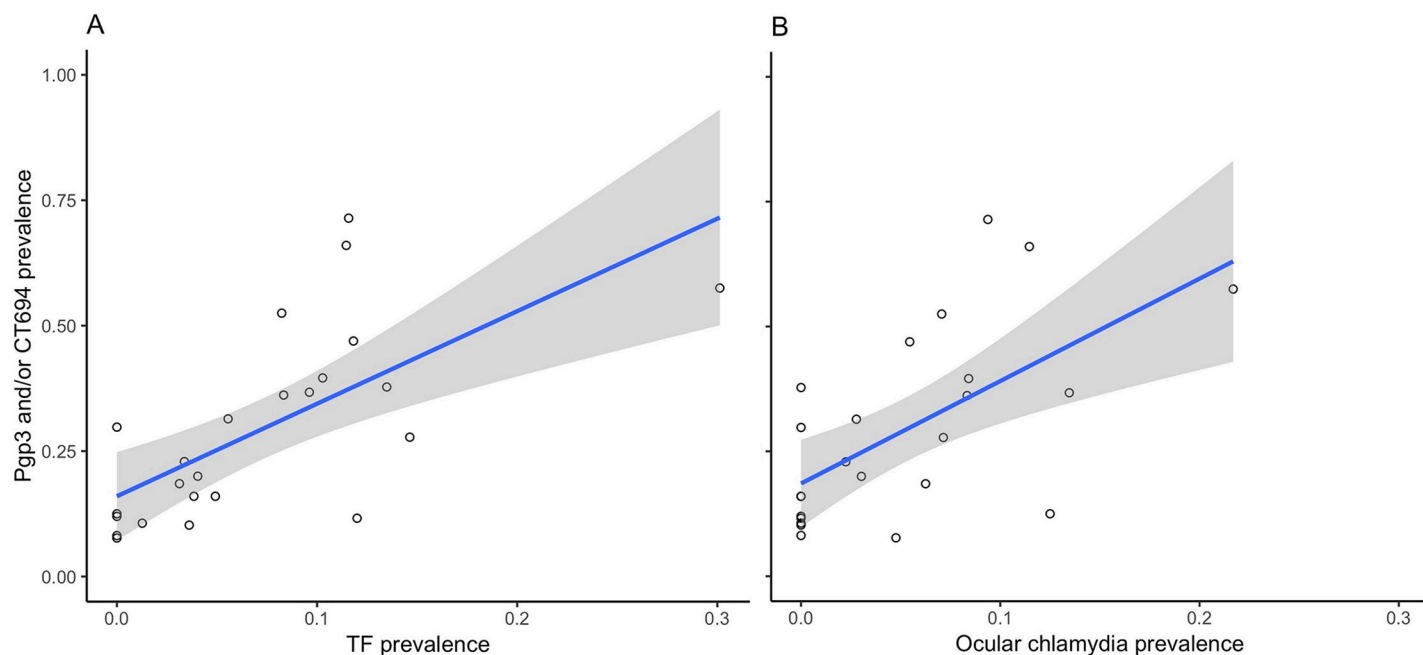 A
B
Pgp3 and/or CT694 prevalence
1.00
0.75
0.50
0.25
0.00
0.0 0.1 0.2 0.3
TF prevalence
0.0 0.1 0.2 0.3
Ocular chlamydia prevalence